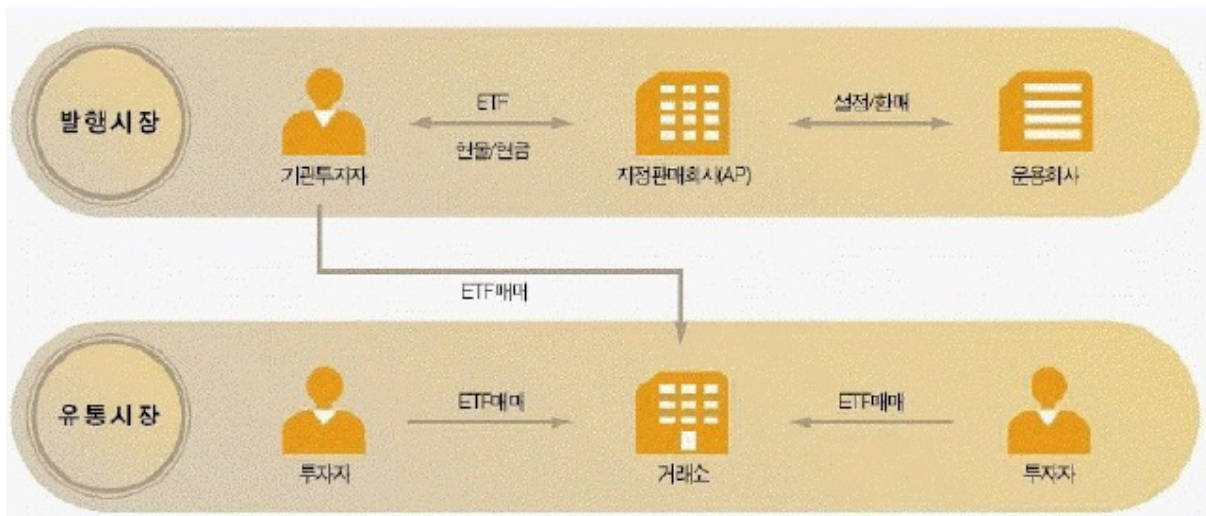 발행시장
ETF
현물/현금
설정/환매
기관투자자
지정판매회사(AP)
운용회사
ETF매매
유통시장
ETF매매
ETF매매
투자자
거래소
투자자